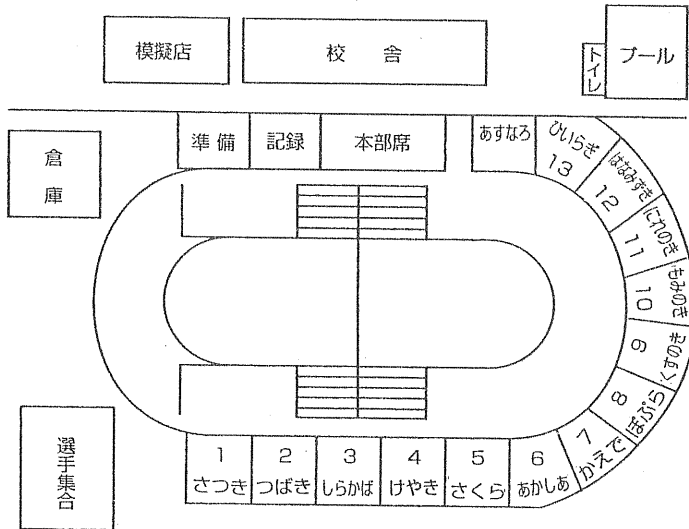 模擬店
校舎
トイレ
プール
倉庫
準備
記録
本部席
あすなろ
ひいらぎ
13
はなみずき
12
にれのき
11
もみのき
10
くすのき
9
ぽぷら
8
かえで
7
1
さつき
2
つばき
3
しらかば
4
けやき
5
さくら
6
あかしあ
選手集合